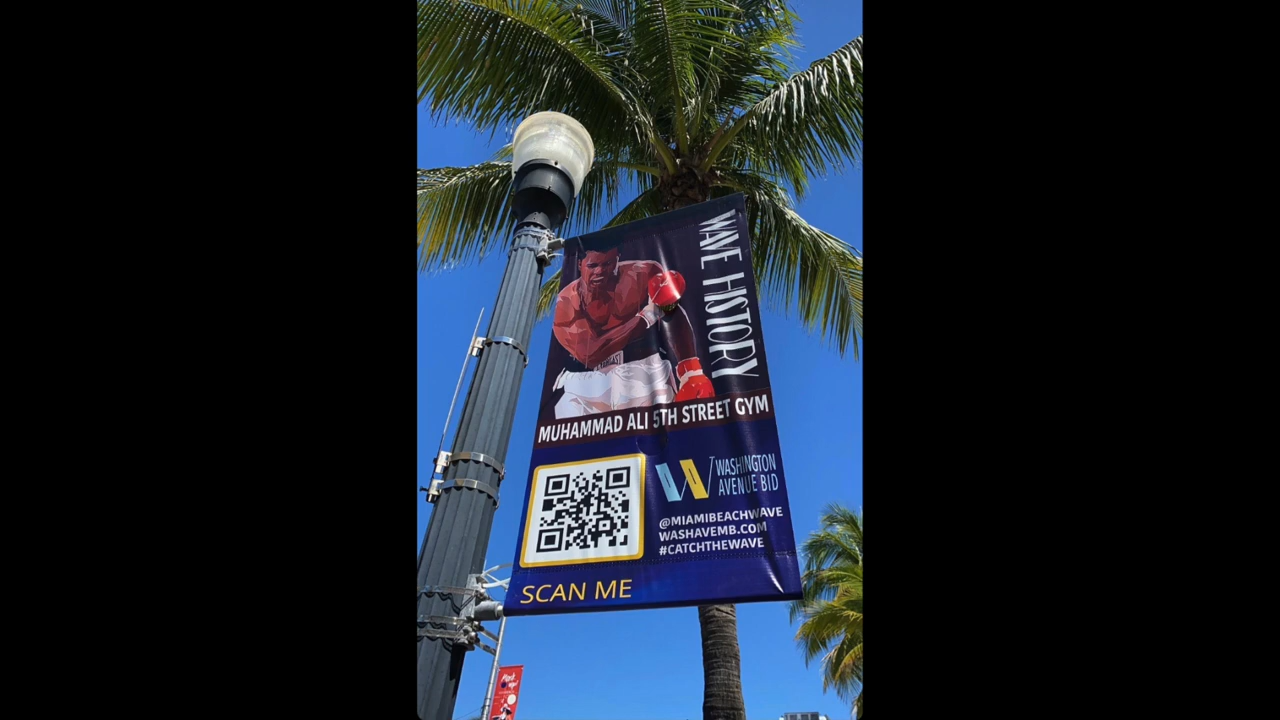 WAVE HISTORY
MUHAMMAD ALI 5TH STREET GYM
WASHINGTON
AVENUE BID
@MIAMIBEACHWAVE
WASHAVEMB.COM
#CATCHTHEWAVE
SCAN ME